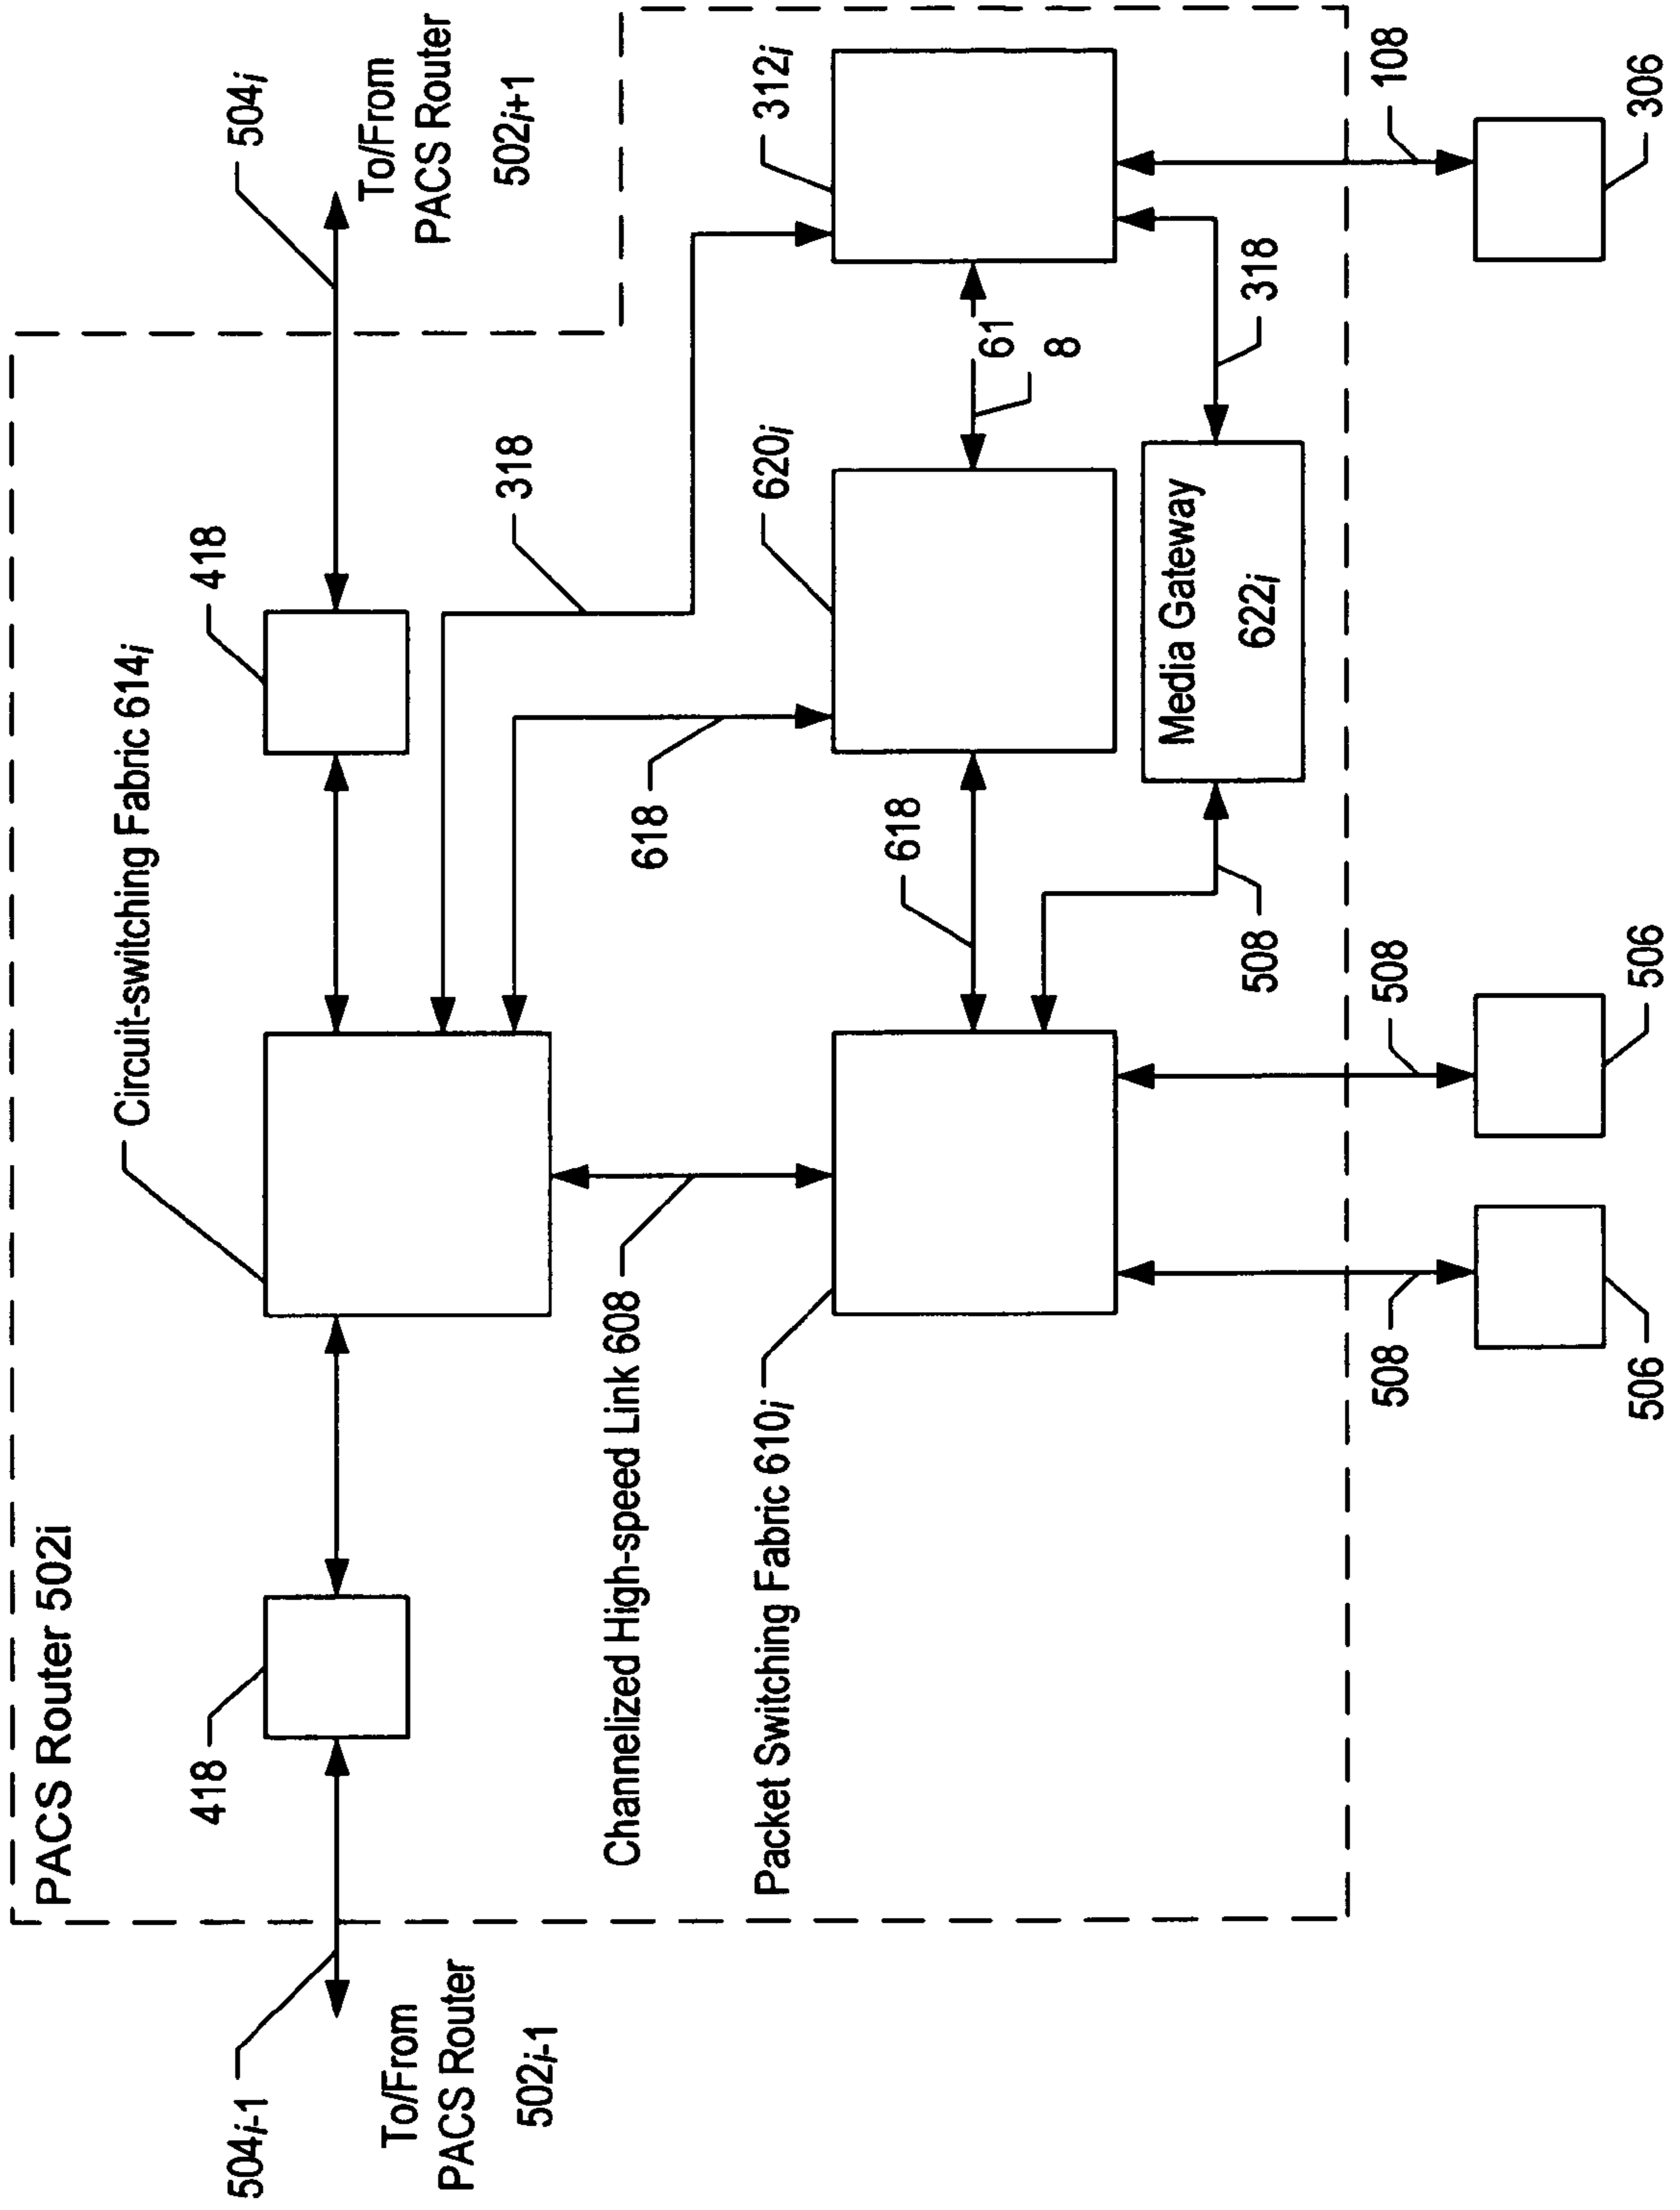 PACS Router 502i
504i-1
To/From
PACS Router
502i-1
418
Circuit-switching Fabric 614i
418
504i
To/From
PACS Router
502i+1
Channelized High-speed Link 608
318
618
Packet Switching Fabric 610i
618
620i
61
8
312i
508
Media Gateway
622i
318
508
508
108
506
506
306